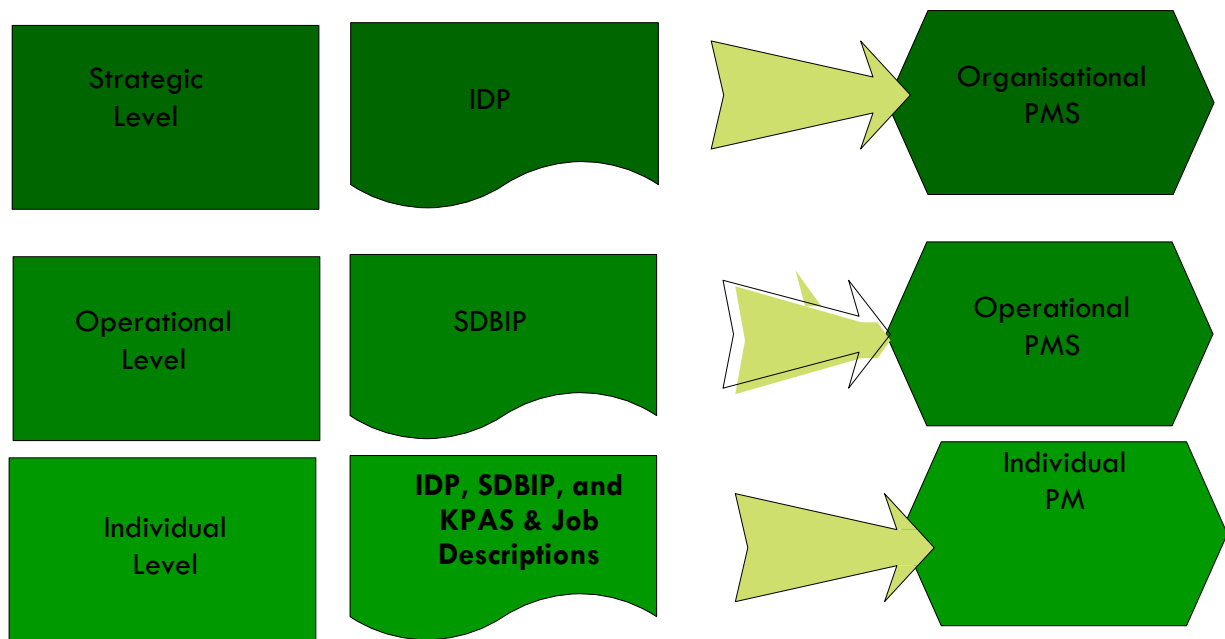 Strategic
Level
IDP
Organisational
PMS
Operational
Level
SDBIP
Operational
PMS
Individual
Level
IDP, SDBIP, and
KPAS & Job
Descriptions
Individual
PM